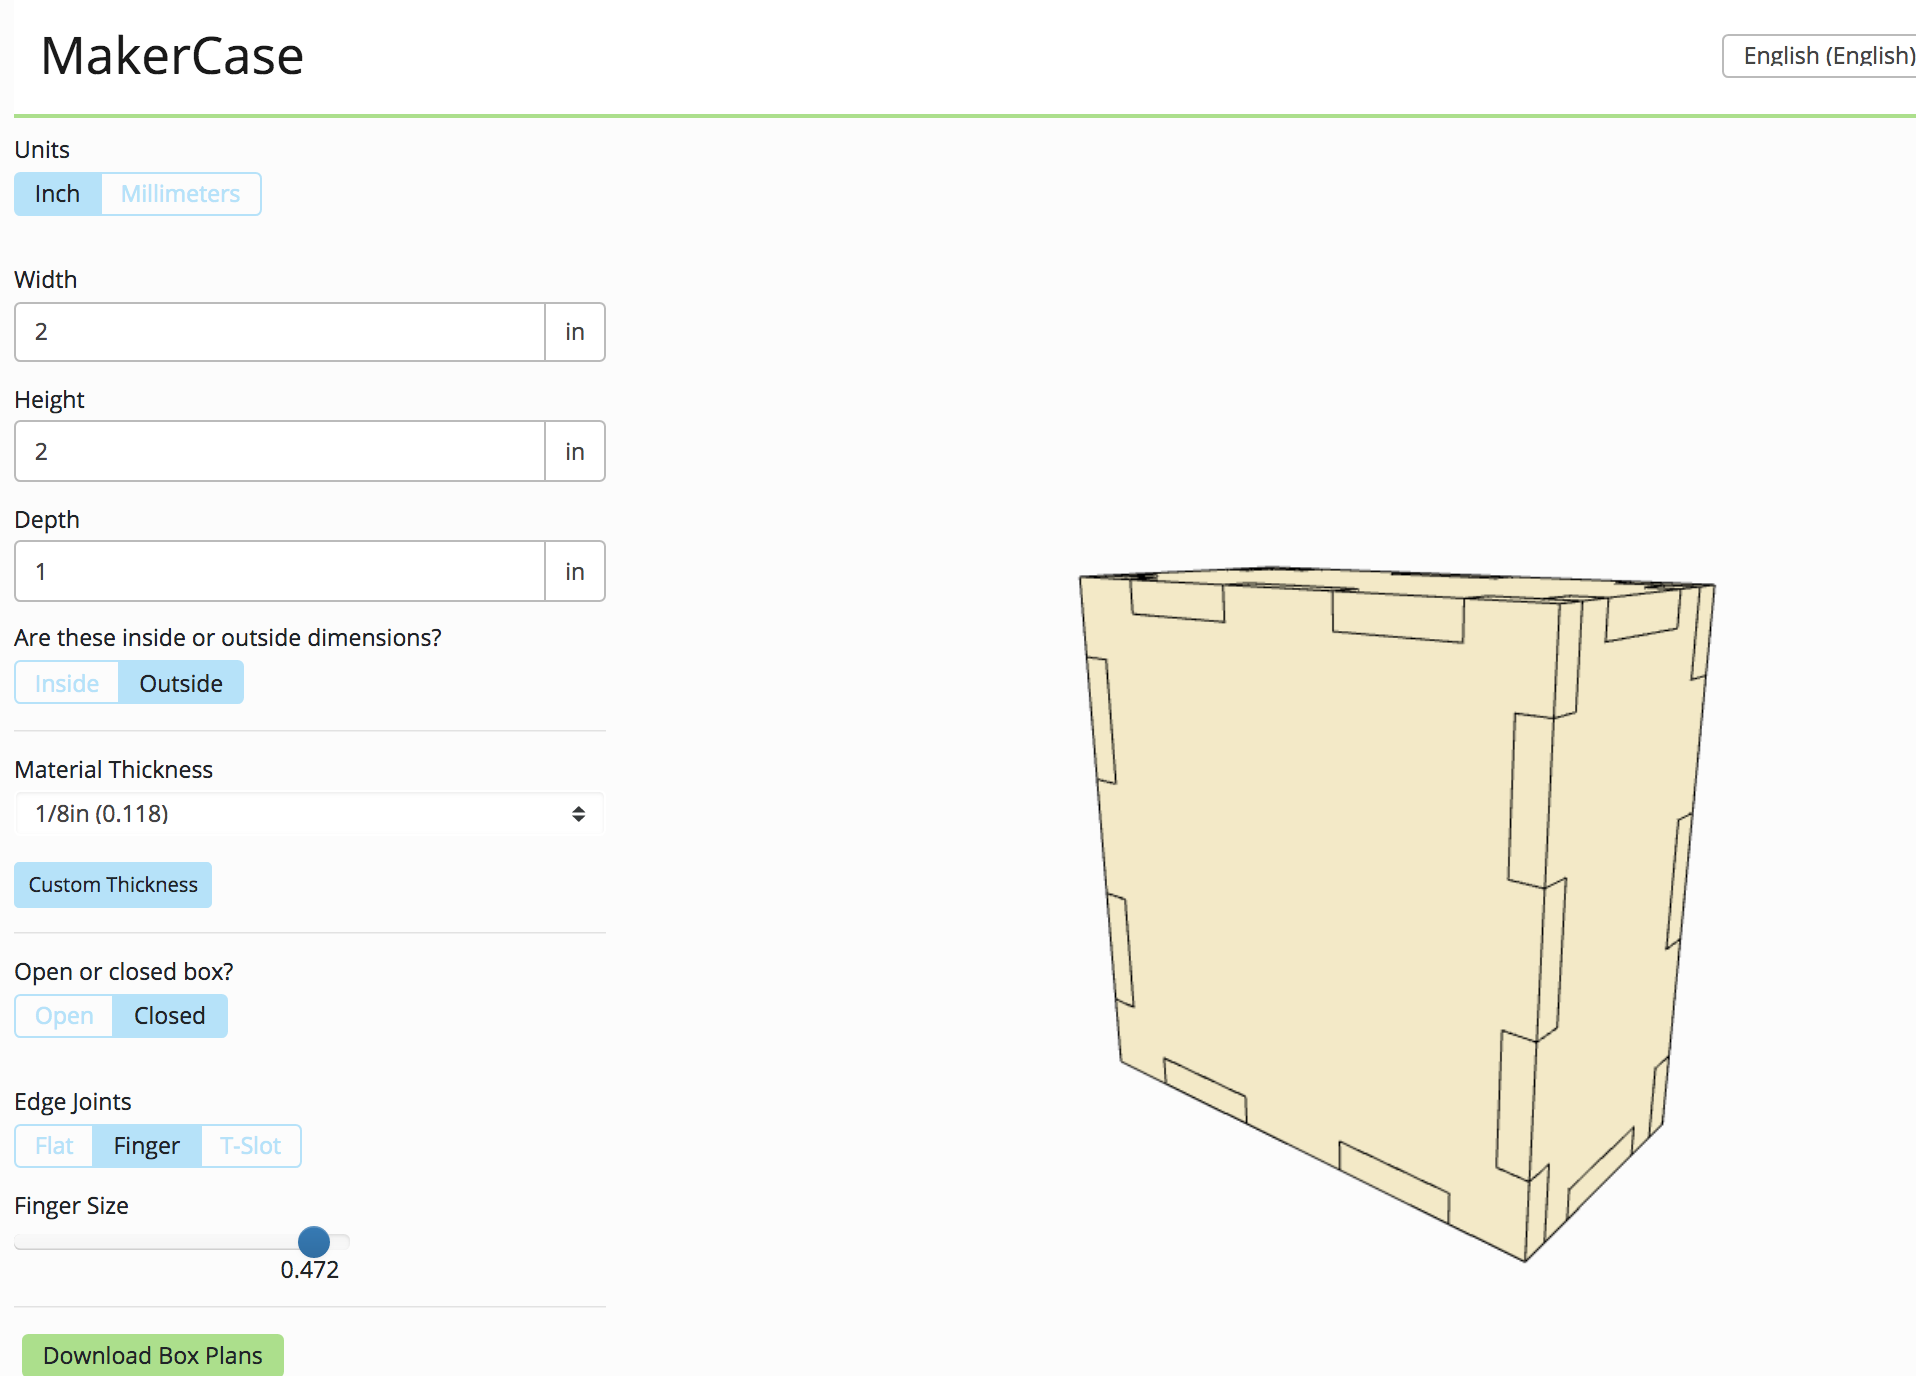 MakerCase
English (English)
Units
Inch Millimeters
Width
2 in
Height
2 in
Depth
1 in
Are these inside or outside dimensions?
Inside Outside
Material Thickness
1/8in (0.118)
Custom Thickness
Open or closed box?
Open Closed
Edge Joints
Flat Finger T-Slot
Finger Size
0.472
Download Box Plans